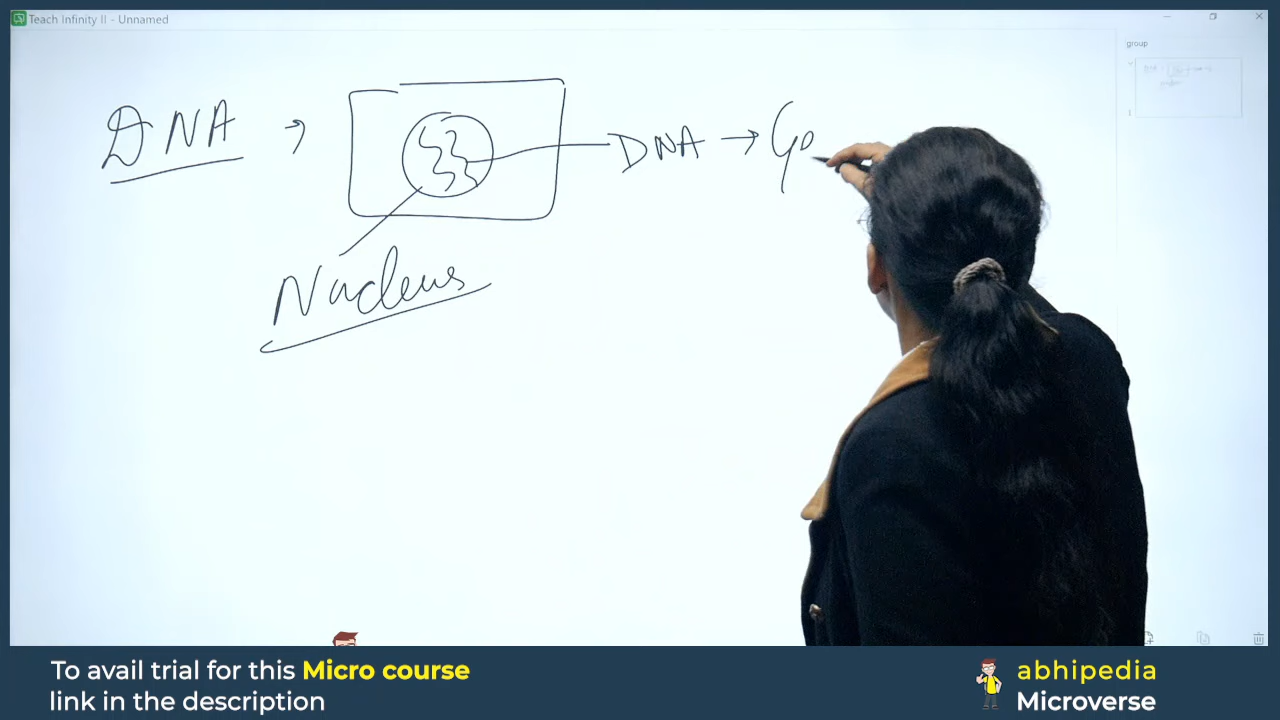 Teach Infinity II - Unnamed
group
DNA → DNA → Go
Nucleus
1
To avail trial for this Micro course
link in the description
abhipedia
Microverse